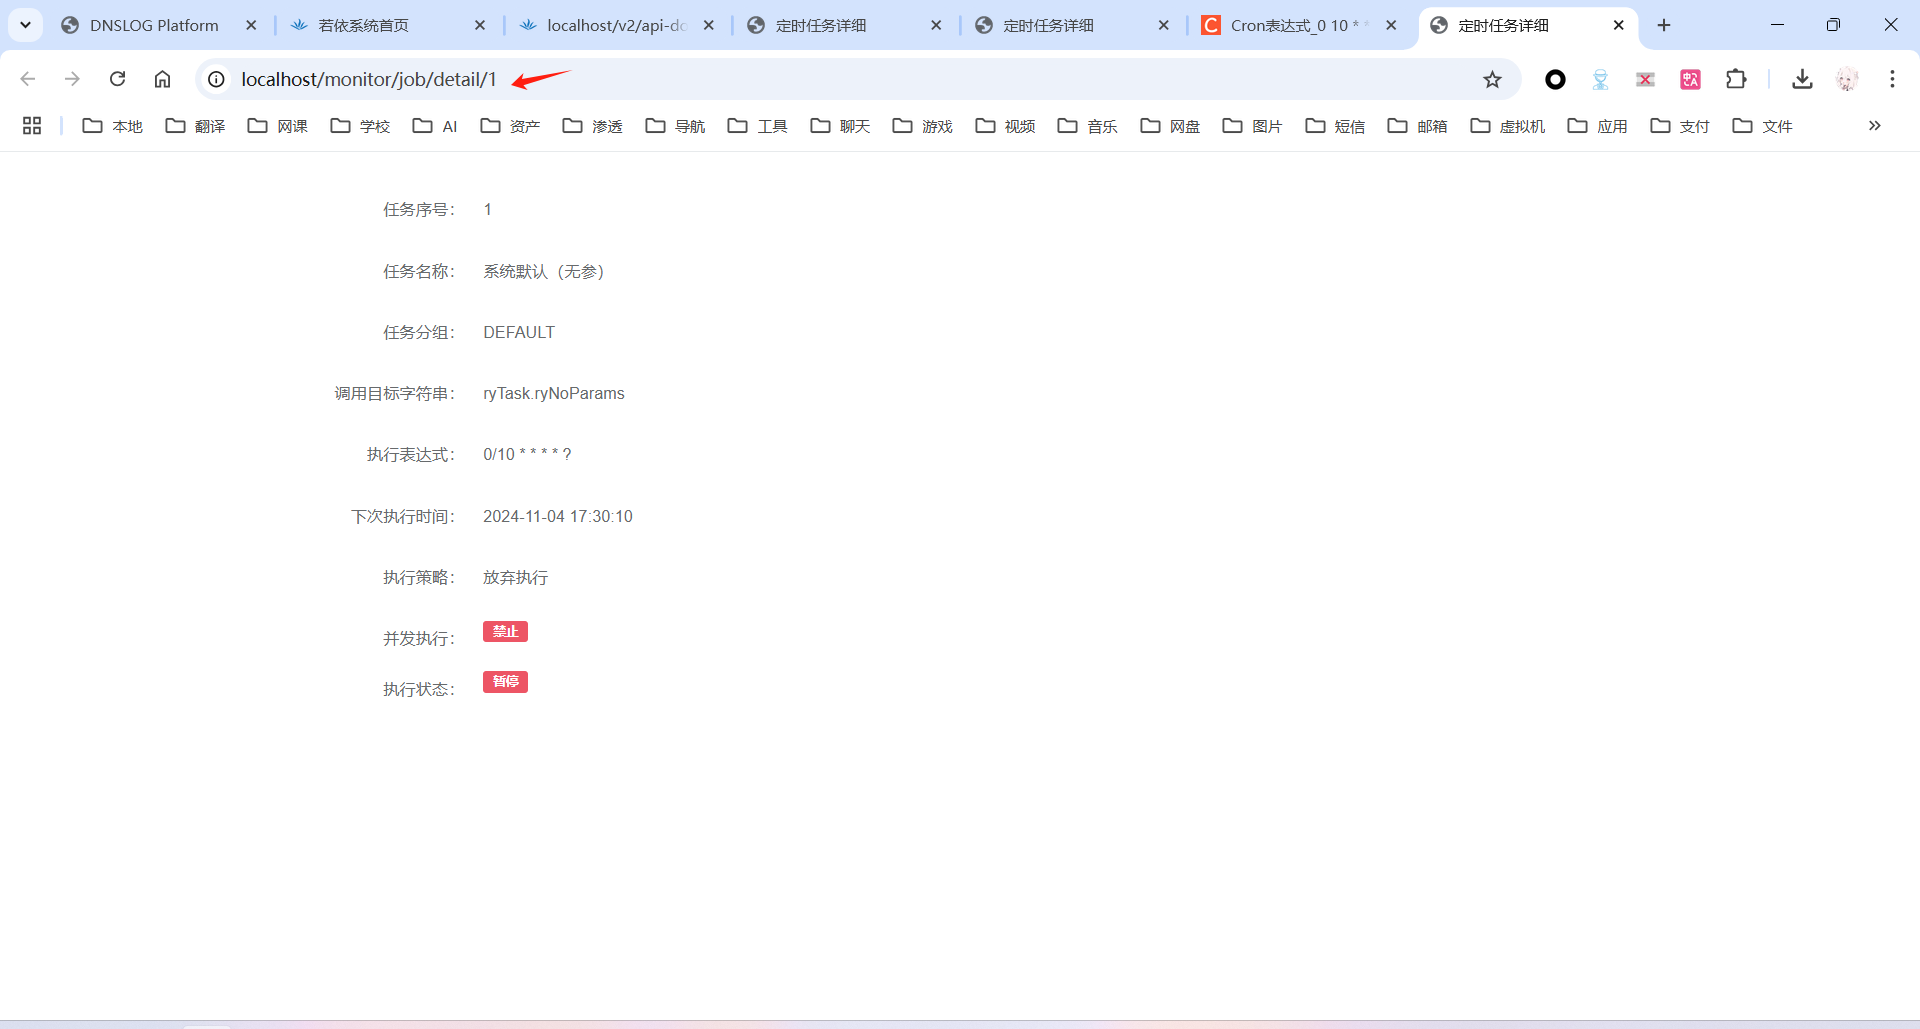 DNSLOG Platform
若依系统首页
localhost/v2/api-do
定时任务详细
定时任务详细
Cron表达式_0 10 * *
定时任务详细
localhost/monitor/job/detail/1
本地
翻译
网课
学校
AI
资产
渗透
导航
工具
聊天
游戏
视频
音乐
网盘
图片
短信
邮箱
虚拟机
应用
支付
文件
任务序号： 1
任务名称： 系统默认（无参）
任务分组： DEFAULT
调用目标字符串： ryTask.ryNoParams
执行表达式： 0/10 * * * * ?
下次执行时间： 2024-11-04 17:30:10
执行策略： 放弃执行
并发执行： 禁止
执行状态： 暂停